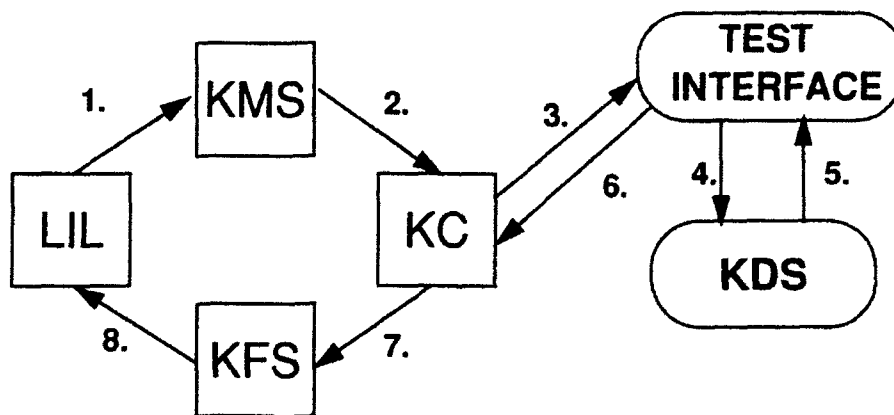 TEST
INTERFACE
1.
KMS
2.
3.
6.
4.
5.
LIL
KC
KDS
8.
KFS
7.